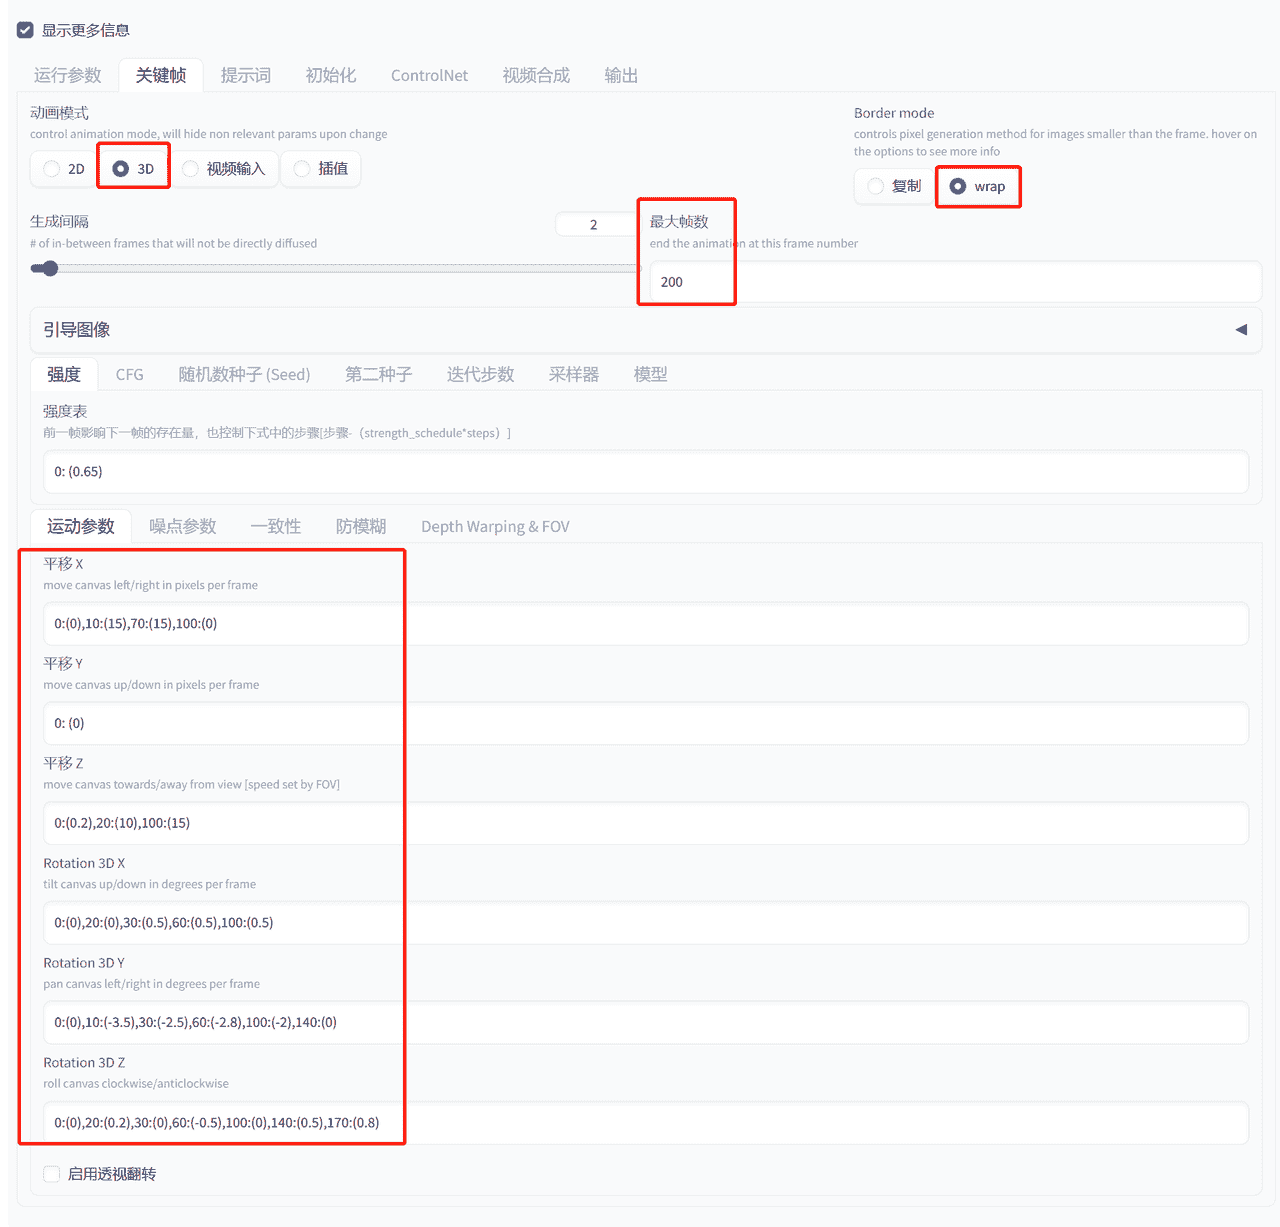 显示更多信息
运行参数 关键帧 提示词 初始化 ControlNet 视频合成 输出
动画模式
control animation mode, will hide non relevant params upon change
2D 3D 视频输入 插值
Border mode
controls pixel generation method for images smaller than the frame. hover on
the options to see more info
复制 wrap
生成间隔 2
# of in-between frames that will not be directly diffused
最大帧数
end the animation at this frame number
200
引导图像
强度 CFG 随机数种子 (Seed) 第二种子 迭代步数 采样器 模型
强度表
前一帧影响下一帧的存在量，也控制下式中的步骤[步骤-（strength_schedule*steps）]
0: (0.65)
运动参数 噪点参数 一致性 防模糊 Depth Warping & FOV
平移 X
move canvas left/right in pixels per frame
0:(0),10:(15),70:(15),100:(0)
平移 Y
move canvas up/down in pixels per frame
0: (0)
平移 Z
move canvas towards/away from view [speed set by FOV]
0:(0.2),20:(10),100:(15)
Rotation 3D X
tilt canvas up/down in degrees per frame
0:(0),20:(0),30:(0.5),60:(0.5),100:(0.5)
Rotation 3D Y
pan canvas left/right in degrees per frame
0:(0),10:(-3.5),30:(-2.5),60:(-2.8),100:(-2),140:(0)
Rotation 3D Z
roll canvas clockwise/anticlockwise
0:(0),20:(0.2),30:(0),60:(-0.5),100:(0),140:(0.5),170:(0.8)
启用透视翻转